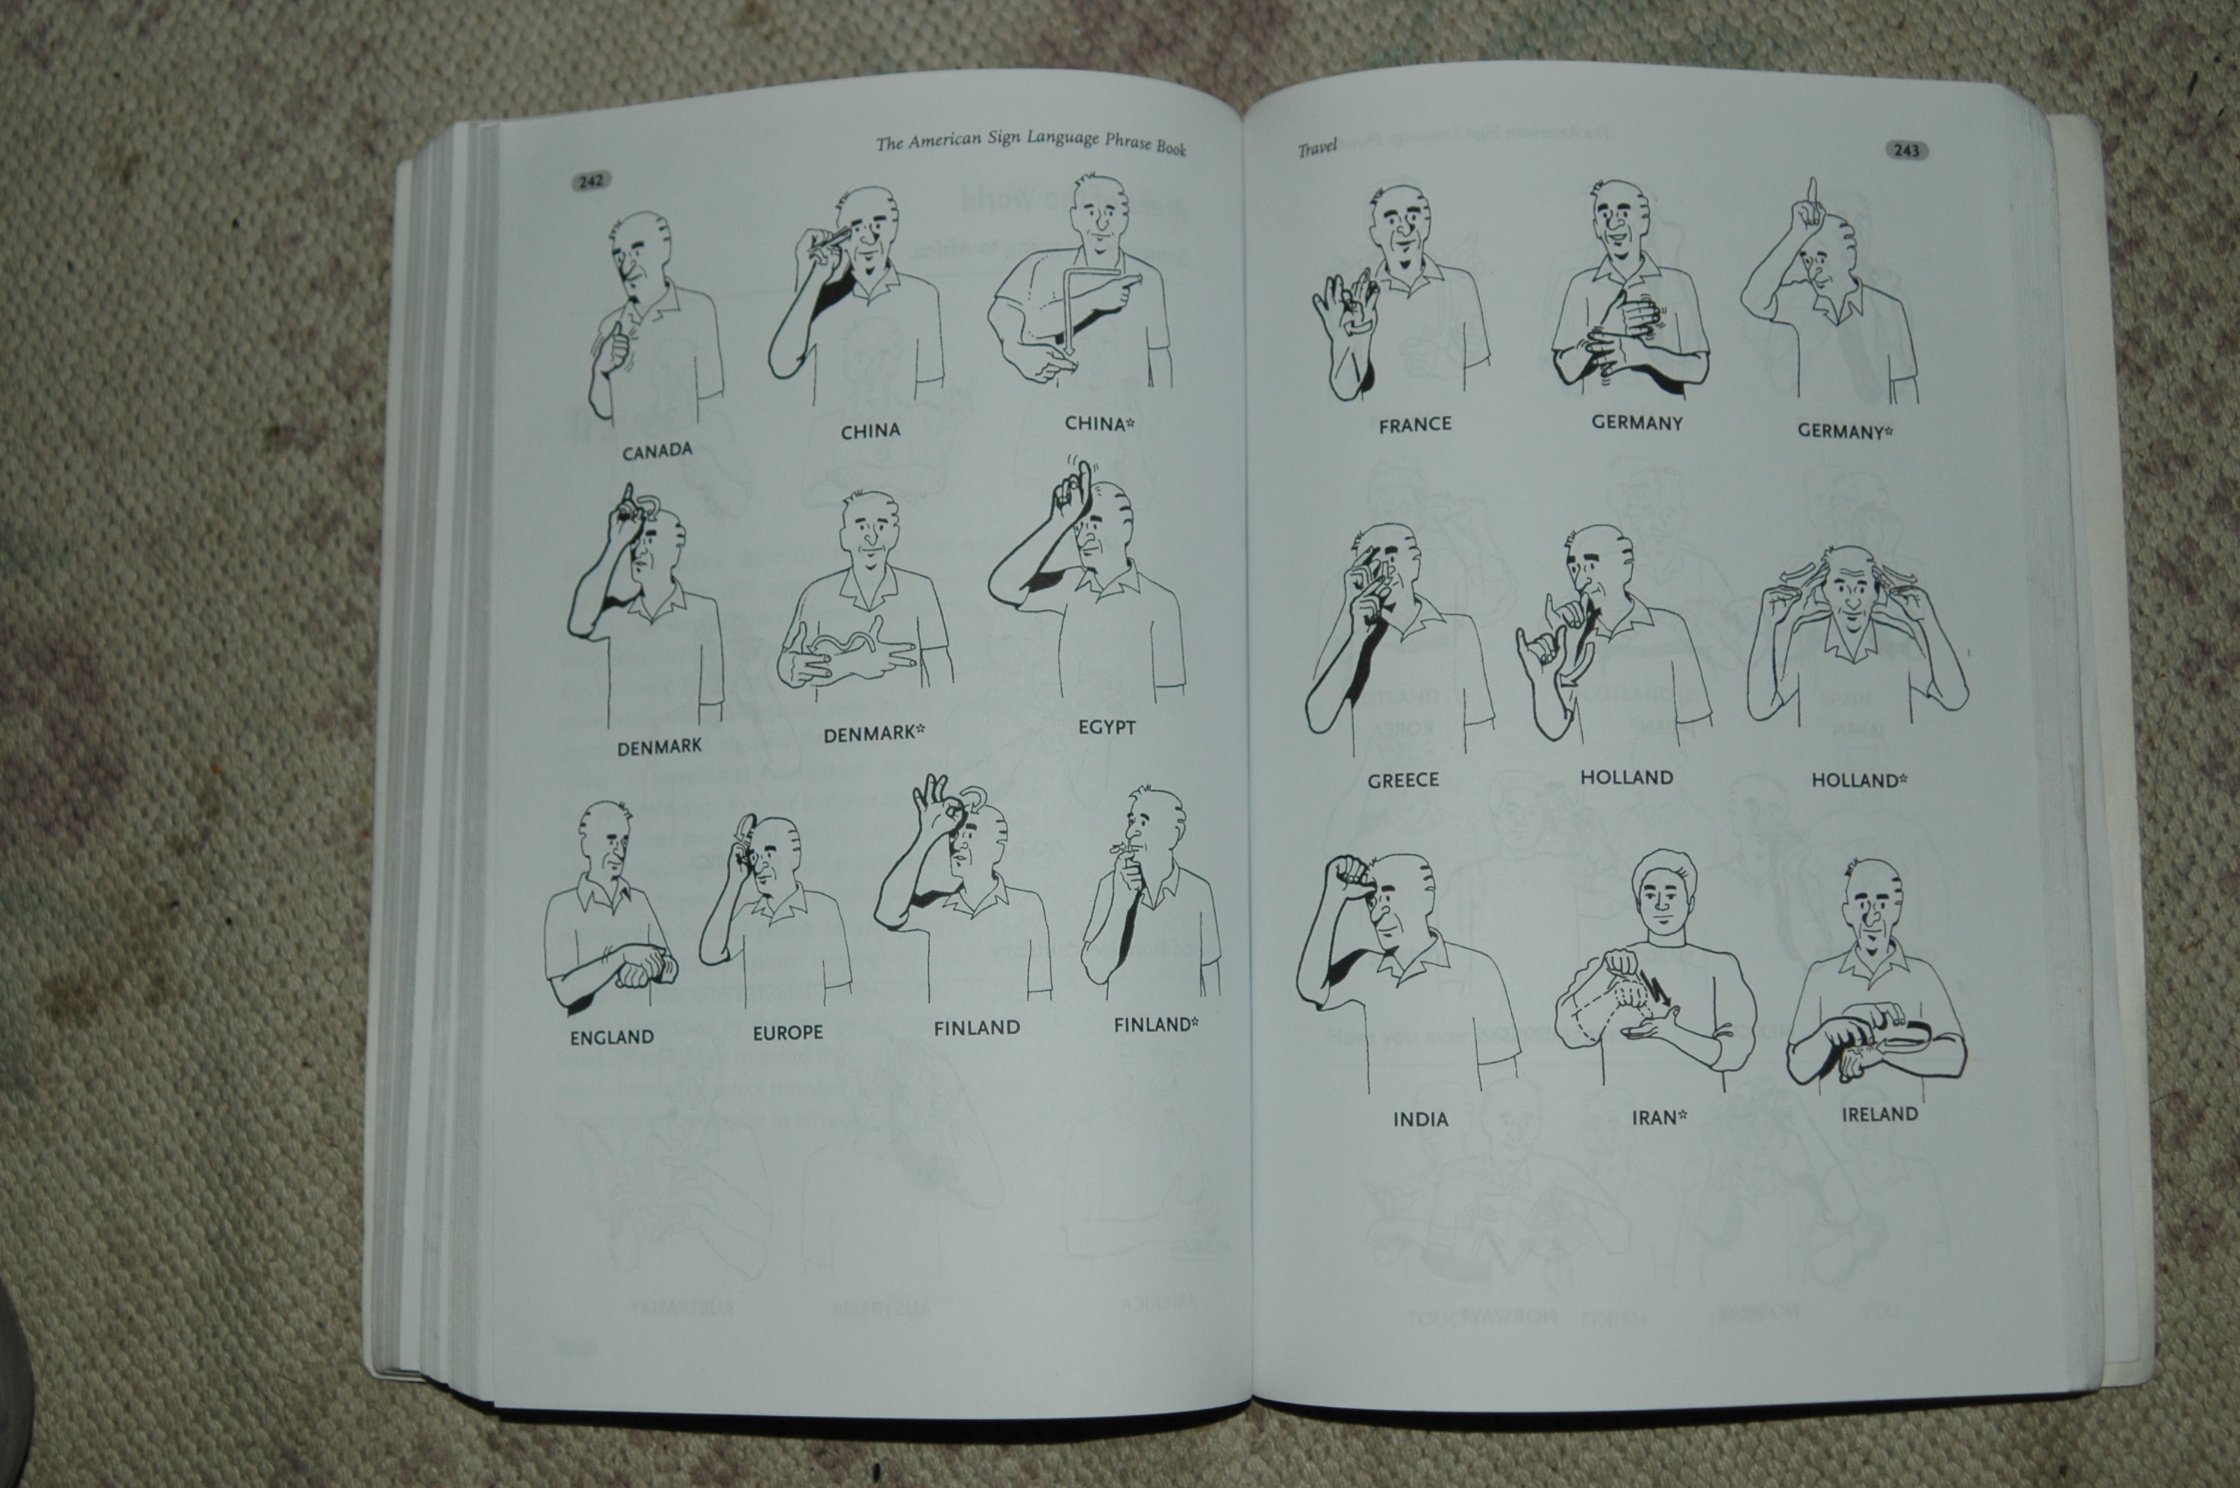 242
The American Sign Language Phrase Book
CANADA
CHINA
CHINA☆
DENMARK
DENMARK☆
EGYPT
ENGLAND
EUROPE
FINLAND
FINLAND☆
Travel
243
FRANCE
GERMANY
GERMANY☆
GREECE
HOLLAND
HOLLAND☆
INDIA
IRAN☆
IRELAND